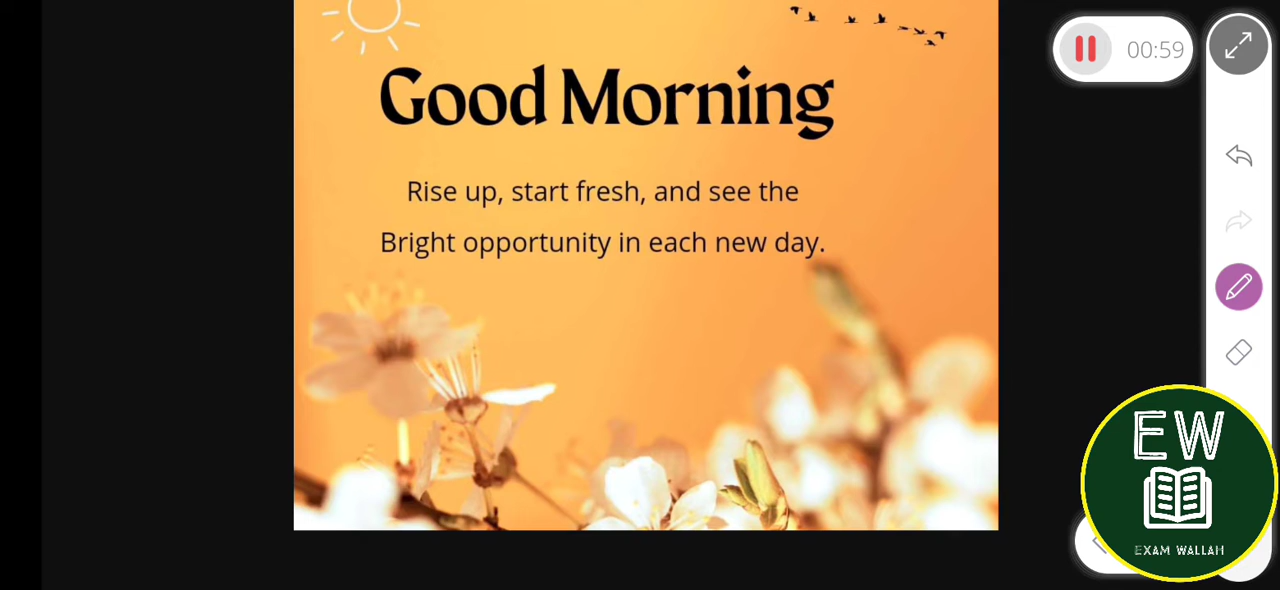 Good Morning
00:59
Rise up, start fresh, and see the
Bright opportunity in each new day.
EW
EXAM WALLAH